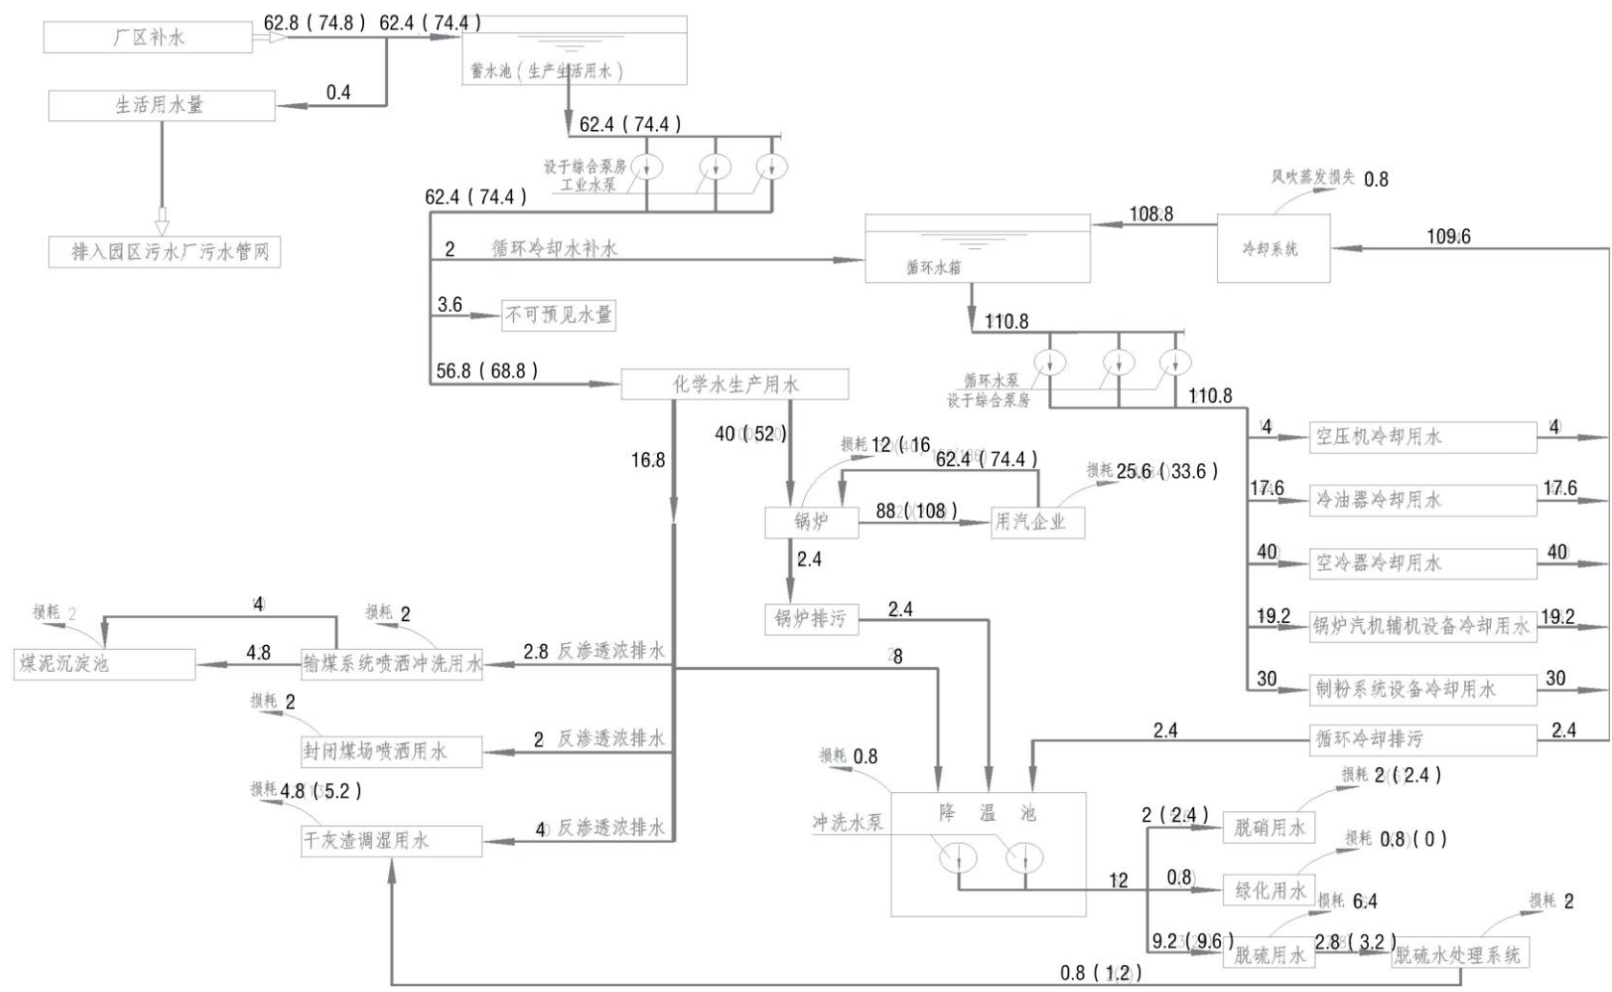 厂区补水
62.8（74.8）
62.4（74.4）
蓄水池（生产生活用水）
生活用水量
0.4
62.4（74.4）
设于综合泵房
工业水泵
排入园区污水厂污水管网
62.4（74.4）
2
循环冷却水补水
3.6
不可预见水量
56.8（68.8）
化学水生产用水
风吹蒸发损失
0.8
108.8
冷却系统
109.6
循环水箱
110.8
循环水泵
设于综合泵房
110.8
4
空压机冷却用水
4
17.6
冷油器冷却用水
17.6
40
空冷器冷却用水
40
19.2
锅炉汽机辅机设备冷却用水
19.2
30
制粉系统设备冷却用水
30
2.4
循环冷却排污
2.4
16.8
40（52）
损耗
12（16
62.4（74.4）
损耗
25.6（33.6）
锅炉
88（108）
用汽企业
2.4
锅炉排污
2.4
损耗 2
4
损耗 2
煤泥沉淀池
4.8
输煤系统喷洒冲洗用水
2.8
反渗透浓排水
8
损耗 2
封闭煤场喷洒用水
2
反渗透浓排水
损耗 4.8（5.2）
干灰渣调湿用水
4
反渗透浓排水
损耗 0.8
降 温 池
冲洗水泵
12
损耗 2（2.4）
2（2.4）
脱硝用水
损耗 0.8（0）
0.8
绿化用水
损耗 6.4
9.2（9.6）
脱硫用水
2.8（3.2）
损耗 2
脱硫水处理系统
0.8（1.2）